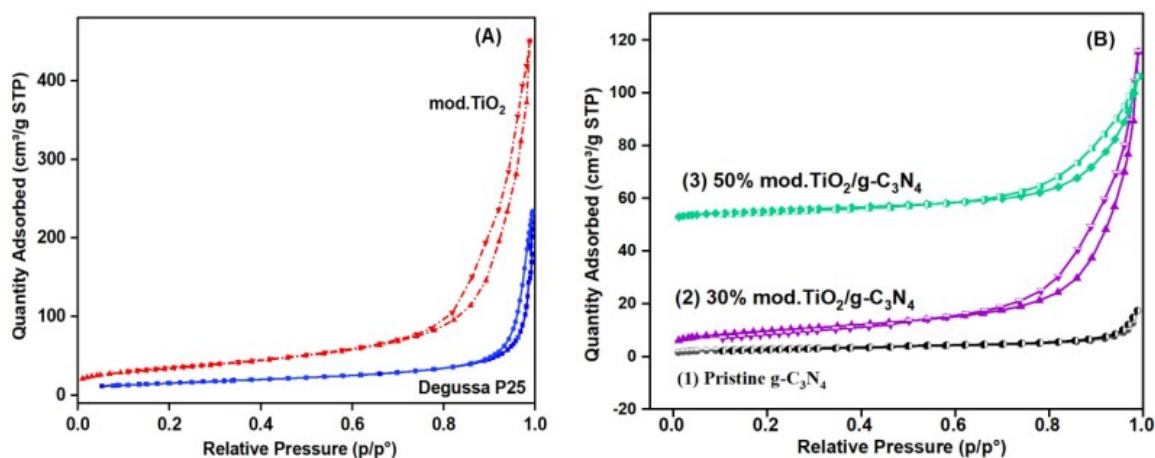 (A)
mod.TiO₂
Degussa P25
Quantity Adsorbed (cm³/g STP)
400
300
200
100
0
0.0 0.2 0.4 0.6 0.8 1.0
Relative Pressure (p/p°)
(B)
(3) 50% mod.TiO₂/g-C₃N₄
(2) 30% mod.TiO₂/g-C₃N₄
(1) Pristine g-C₃N₄
Quantity Adsorbed (cm³/g STP)
120
100
80
60
40
20
0
-20
0.0 0.2 0.4 0.6 0.8 1.0
Relative Pressure (p/p°)